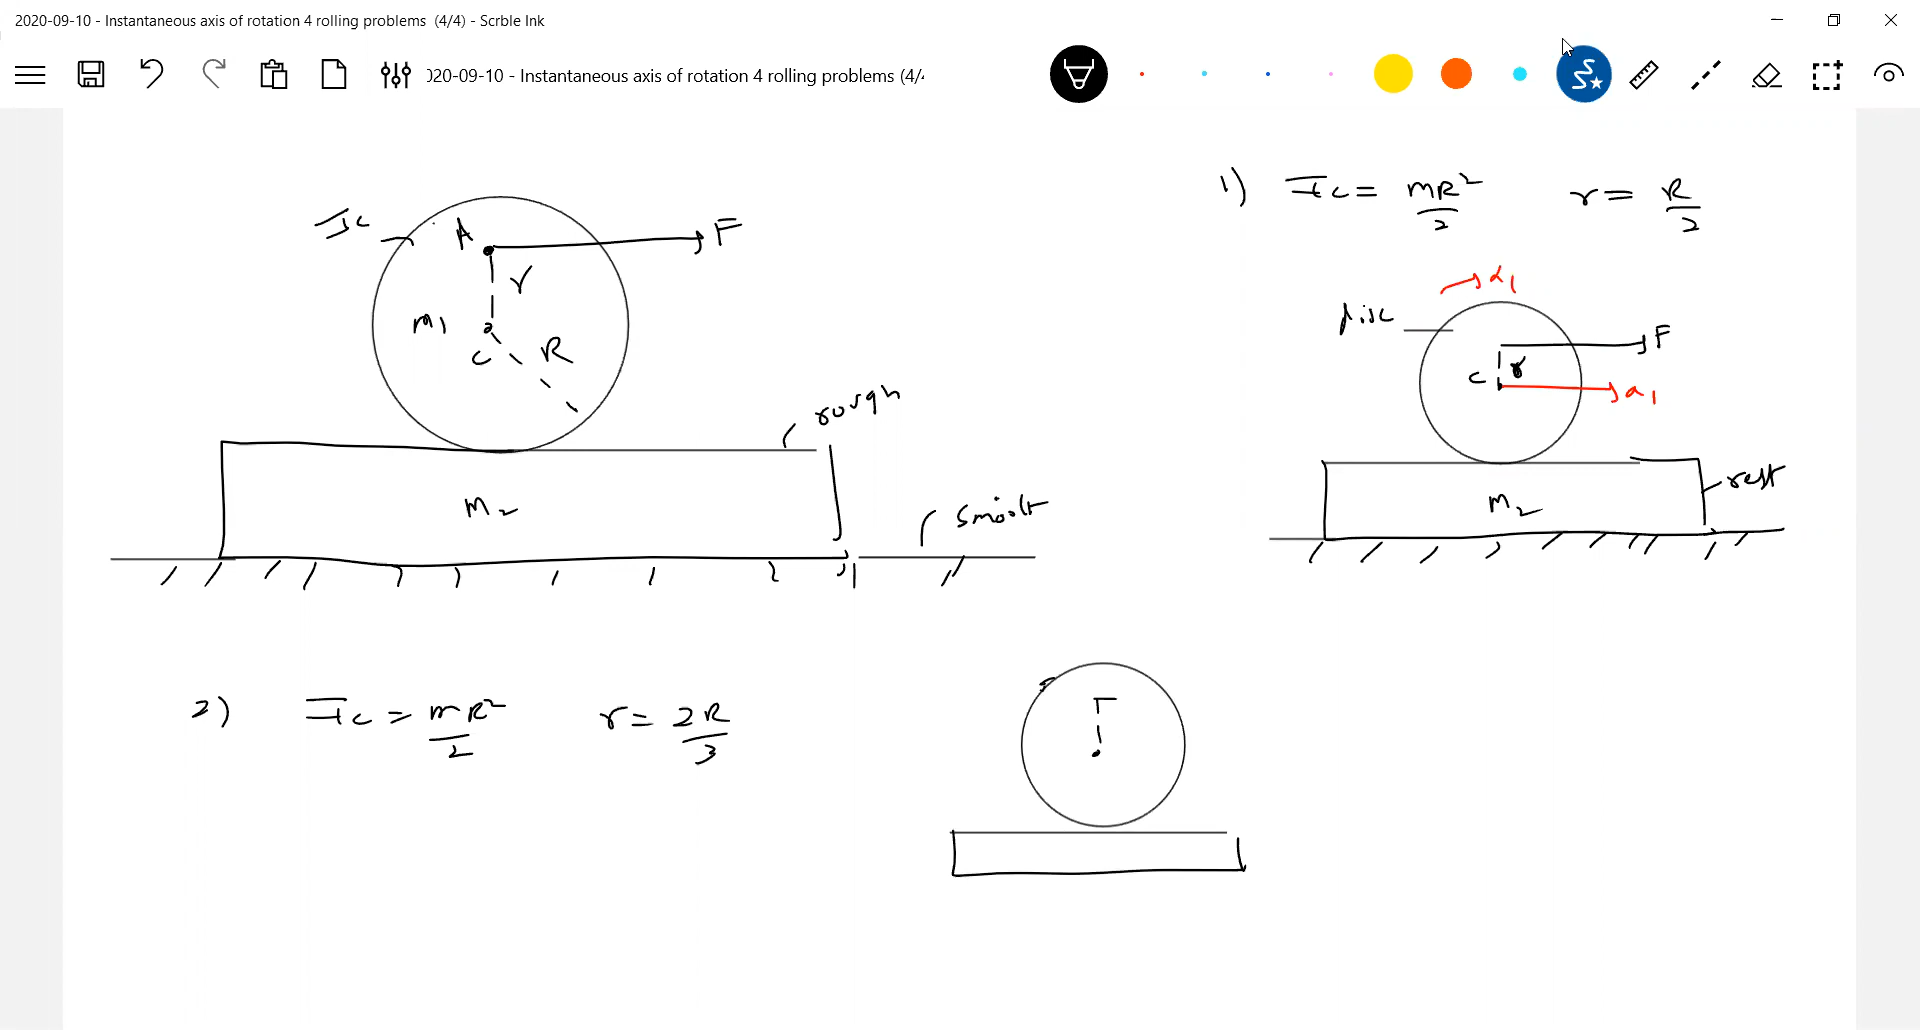 2020-09-10 - Instantaneous axis of rotation 4 rolling problems (4/4) - Scrble Ink
020-09-10 - Instantaneous axis of rotation 4 rolling problems (4/4
Ic
A
F
r
m1
C
R
rough
m2
smooth
1) Ic = mR²/2 r = R/2
α1
disc
F
C r
a1
m2
rest
2) Ic = mR²/2 r = 2R/3